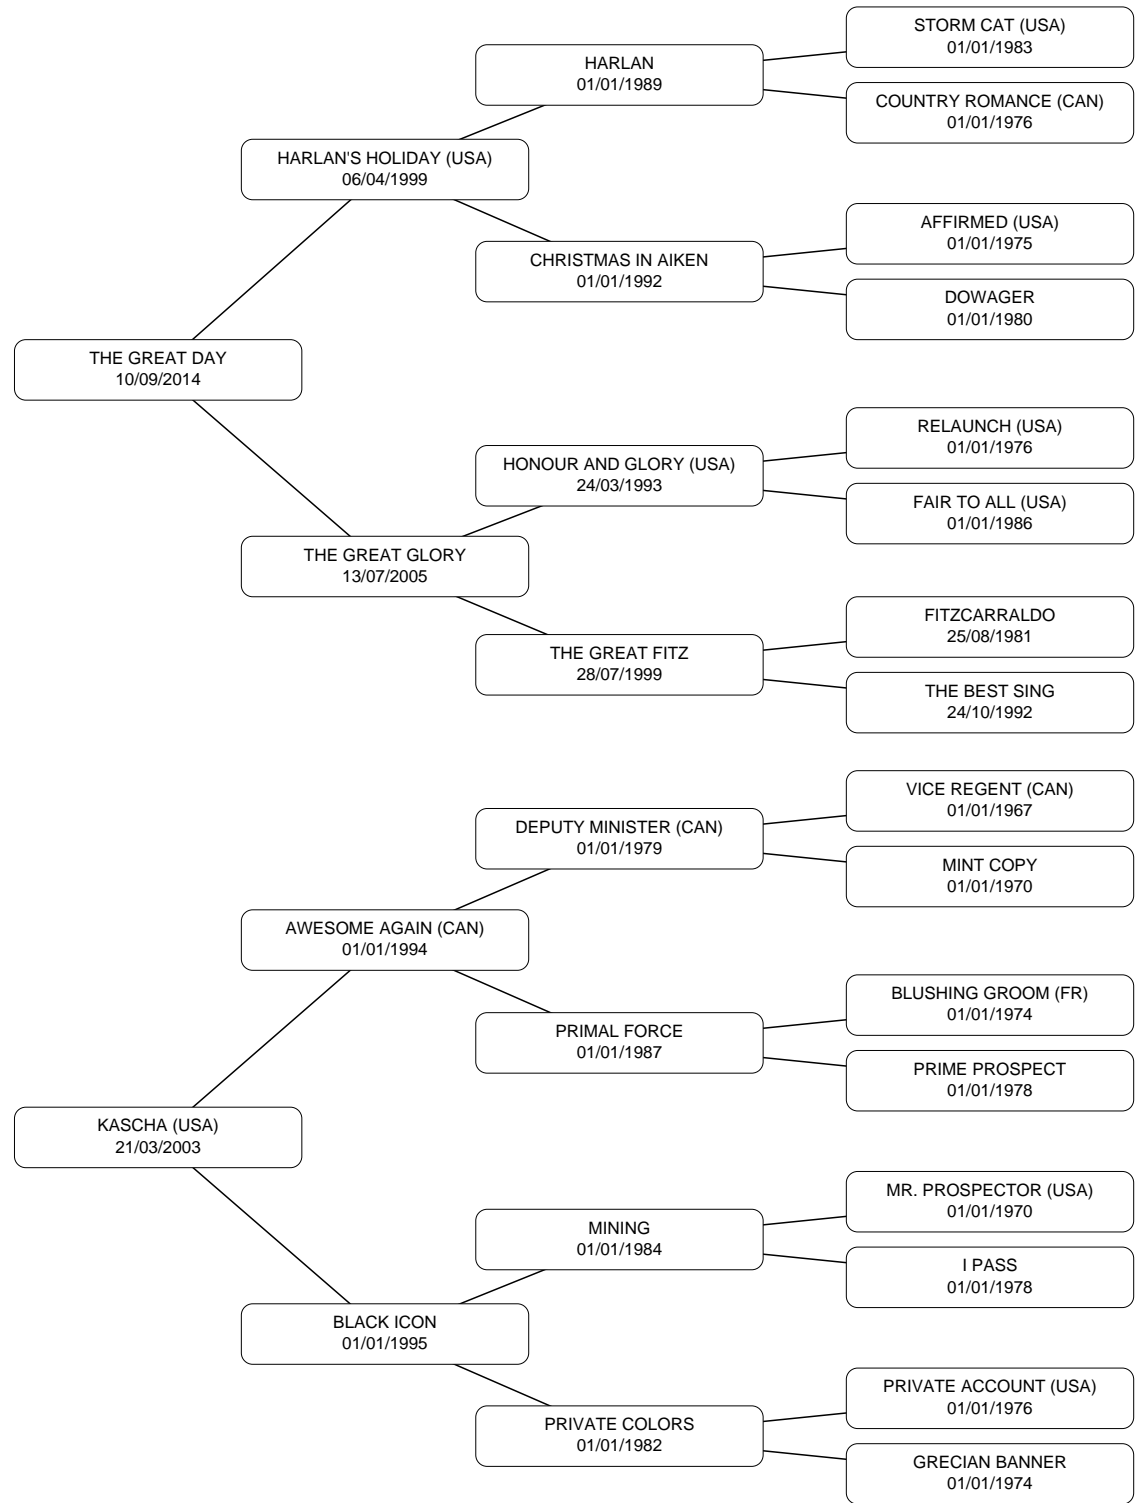 STORM CAT (USA)
01/01/1983
HARLAN
01/01/1989
COUNTRY ROMANCE (CAN)
01/01/1976
HARLAN'S HOLIDAY (USA)
06/04/1999
AFFIRMED (USA)
01/01/1975
CHRISTMAS IN AIKEN
01/01/1992
DOWAGER
01/01/1980
THE GREAT DAY
10/09/2014
RELAUNCH (USA)
01/01/1976
HONOUR AND GLORY (USA)
24/03/1993
FAIR TO ALL (USA)
01/01/1986
THE GREAT GLORY
13/07/2005
FITZCARRALDO
25/08/1981
THE GREAT FITZ
28/07/1999
THE BEST SING
24/10/1992
VICE REGENT (CAN)
01/01/1967
DEPUTY MINISTER (CAN)
01/01/1979
MINT COPY
01/01/1970
AWESOME AGAIN (CAN)
01/01/1994
BLUSHING GROOM (FR)
01/01/1974
PRIMAL FORCE
01/01/1987
PRIME PROSPECT
01/01/1978
KASCHA (USA)
21/03/2003
MR. PROSPECTOR (USA)
01/01/1970
MINING
01/01/1984
I PASS
01/01/1978
BLACK ICON
01/01/1995
PRIVATE ACCOUNT (USA)
01/01/1976
PRIVATE COLORS
01/01/1982
GRECIAN BANNER
01/01/1974